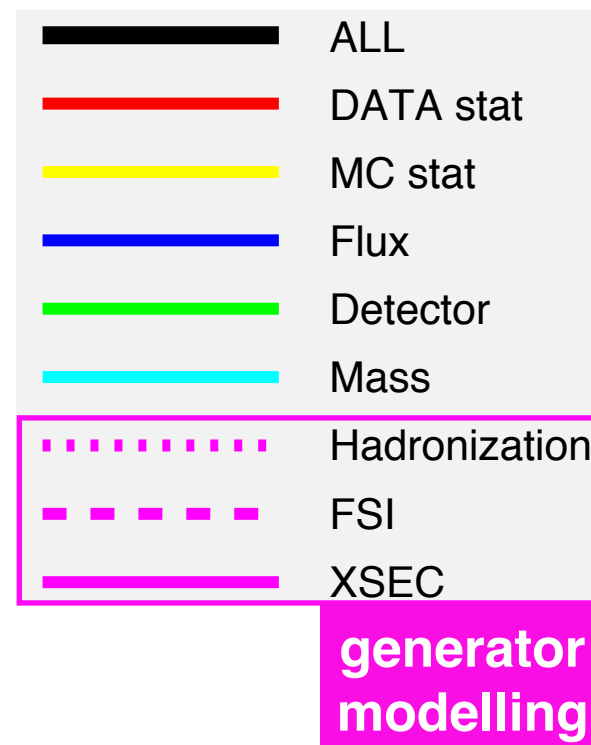 ALL
DATA stat
MC stat
Flux
Detector
Mass
Hadronization
FSI
XSEC
generator
modelling